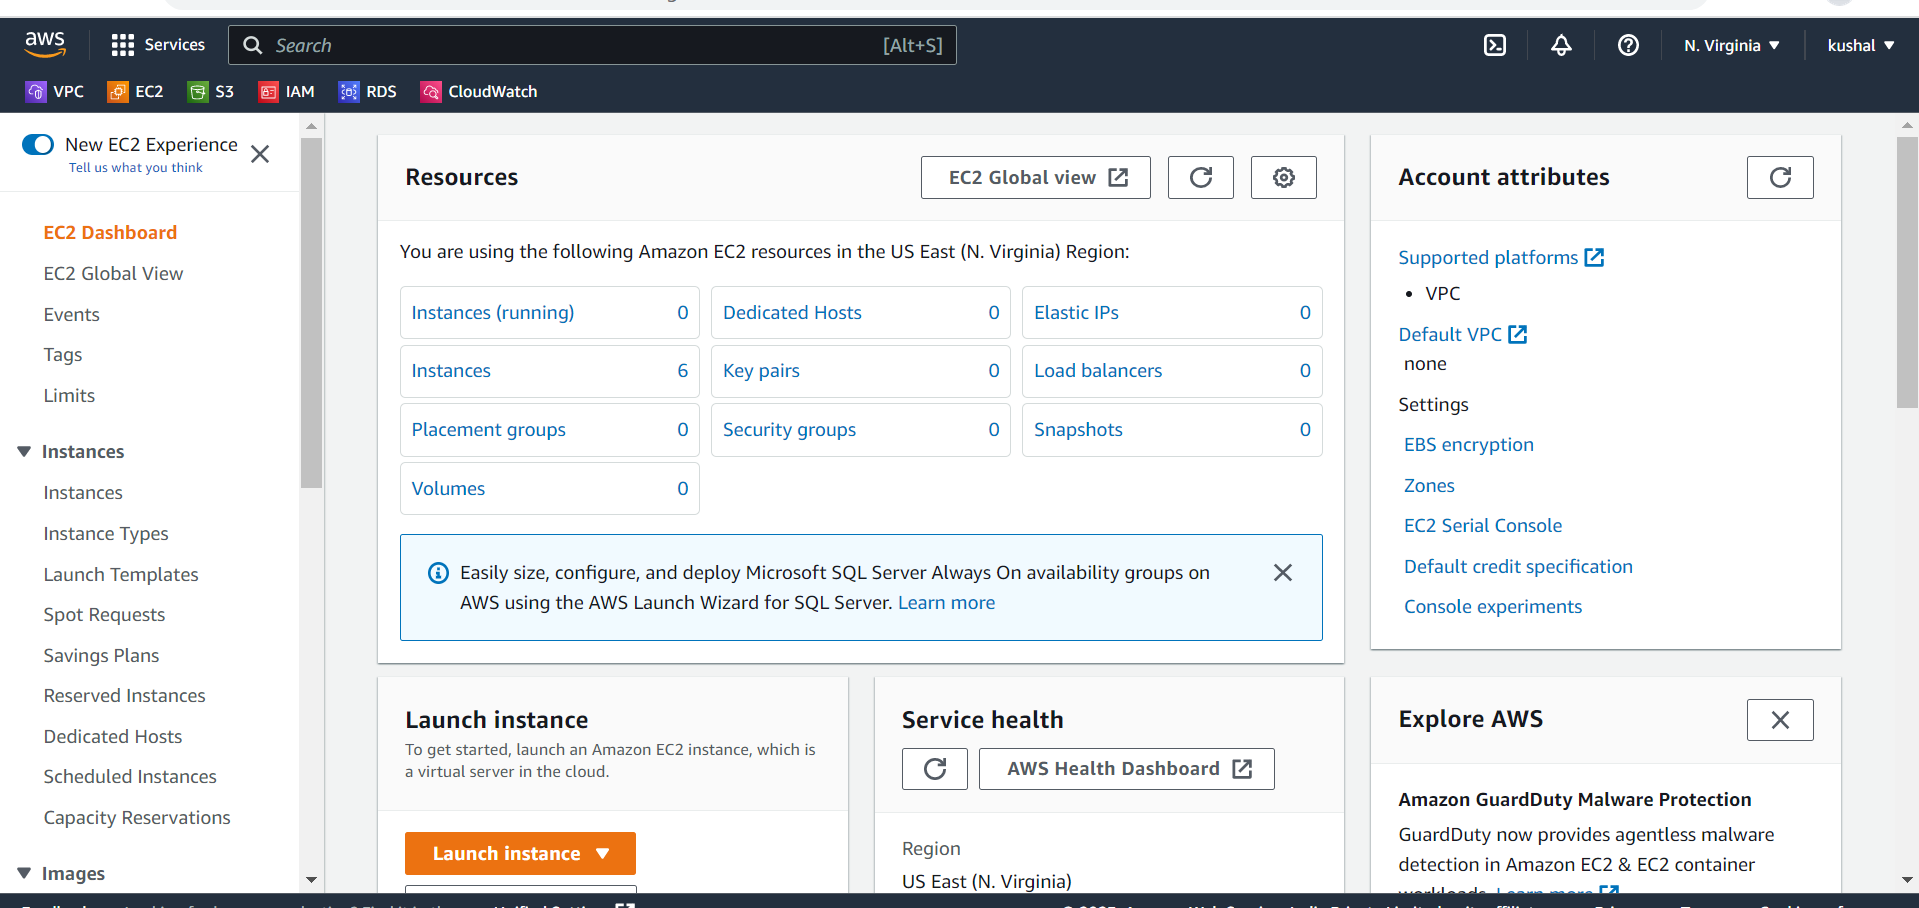 aws
Services
Search [Alt+S]
N. Virginia
kushal
VPC
EC2
S3
IAM
RDS
CloudWatch
New EC2 Experience
Tell us what you think
EC2 Dashboard
EC2 Global View
Events
Tags
Limits
Instances
Instances
Instance Types
Launch Templates
Spot Requests
Savings Plans
Reserved Instances
Dedicated Hosts
Scheduled Instances
Capacity Reservations
Images
Resources
EC2 Global view
You are using the following Amazon EC2 resources in the US East (N. Virginia) Region:
Instances (running) 0
Dedicated Hosts 0
Elastic IPs 0
Instances 6
Key pairs 0
Load balancers 0
Placement groups 0
Security groups 0
Snapshots 0
Volumes 0
Easily size, configure, and deploy Microsoft SQL Server Always On availability groups on
AWS using the AWS Launch Wizard for SQL Server. Learn more
Account attributes
Supported platforms
• VPC
Default VPC
none
Settings
EBS encryption
Zones
EC2 Serial Console
Default credit specification
Console experiments
Launch instance
To get started, launch an Amazon EC2 instance, which is
a virtual server in the cloud.
Launch instance
Service health
AWS Health Dashboard
Region
US East (N. Virginia)
Explore AWS
Amazon GuardDuty Malware Protection
GuardDuty now provides agentless malware
detection in Amazon EC2 & EC2 container
workloads. Learn more